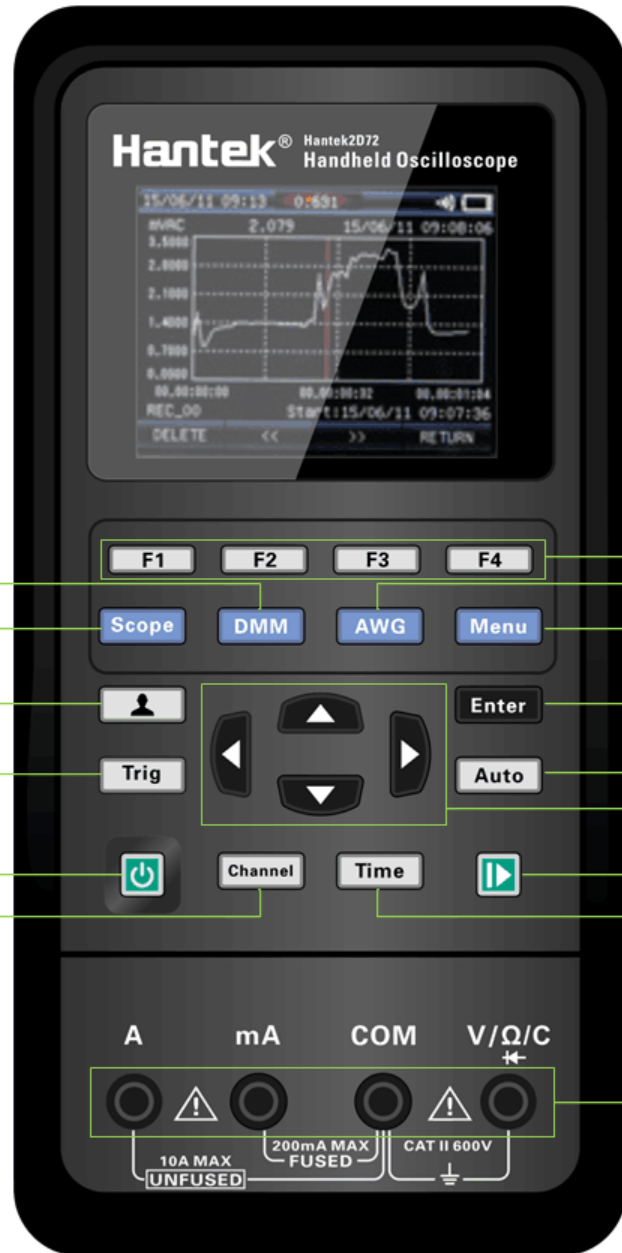 Hantek® Hantek2D72
Handheld Oscilloscope
15/06/11 09:13 0.631
mVAC 2.079 15/06/11 09:08:06
3.5000
2.8000
2.1000
1.4000
0.7000
0.0000
00.00:00:00 00.00:00:32 00.00:01:04
REC_00 Start:15/06/11 09:07:36
DELETE << >> RETURN
F1 F2 F3 F4
Scope DMM AWG Menu
Enter
Trig Auto
Channel Time
A mA COM V/Ω/C
10A MAX
UNFUSED
200mA MAX
FUSED
CAT II 600V